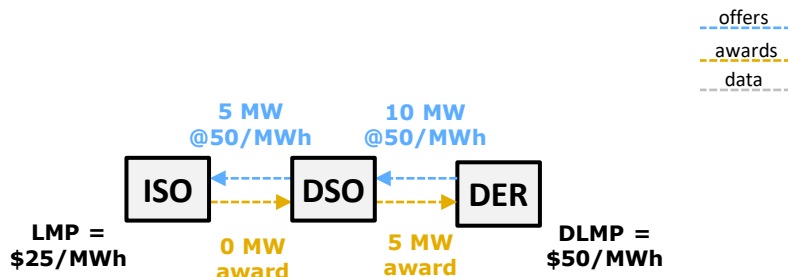 offers
awards
data
5 MW
@50/MWh
10 MW
@50/MWh
ISO
DSO
DER
LMP =
$25/MWh
0 MW
award
5 MW
award
DLMP =
$50/MWh